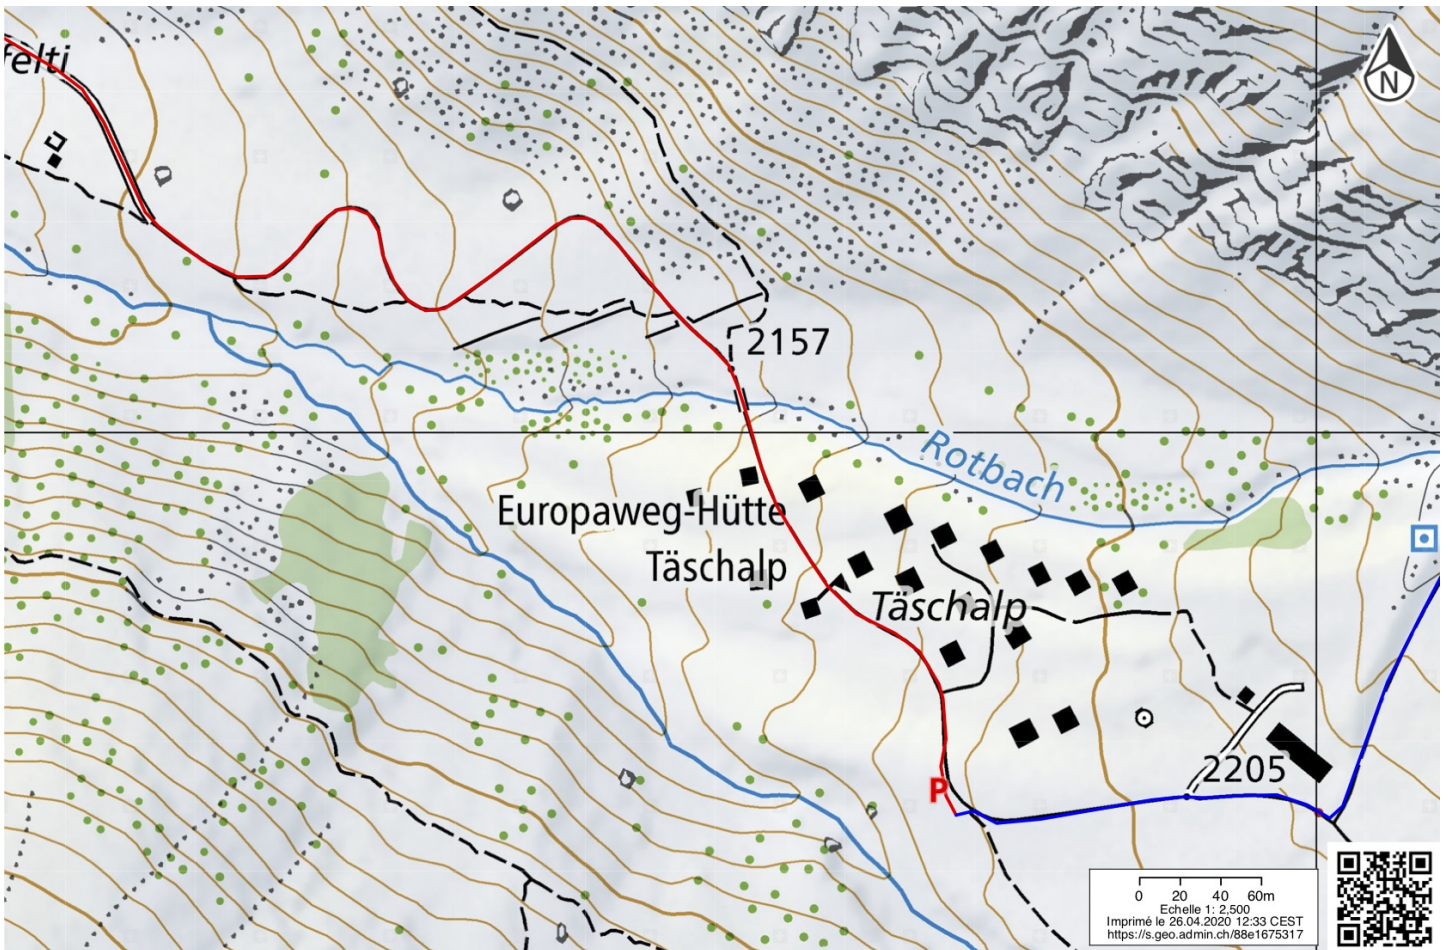 felti
N
2157
Rotbach
Europaweg-Hütte
Täschalp
Täschalp
2205
P
0 20 40 60m
Echelle 1: 2,500
Imprimé le 26.04.2020 12:33 CEST
https://s.geo.admin.ch/88e1675317